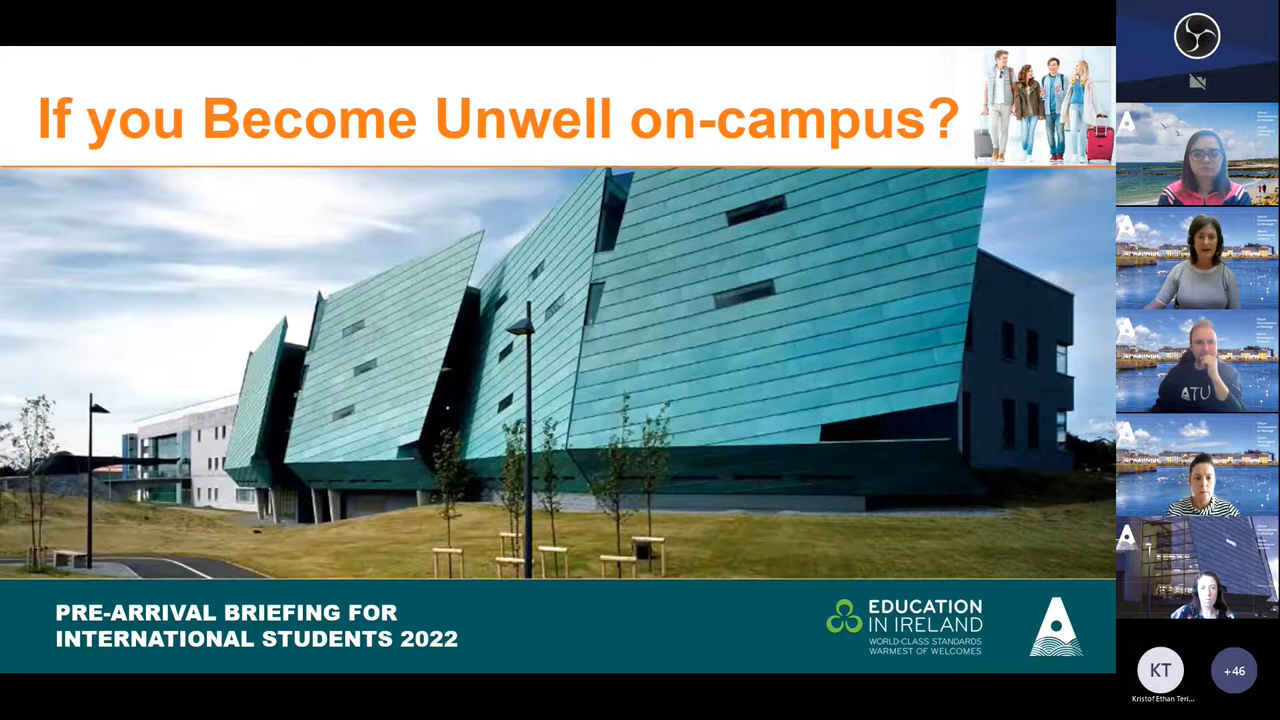 If you Become Unwell on-campus?
PRE-ARRIVAL BRIEFING FOR
INTERNATIONAL STUDENTS 2022
EDUCATION
IN IRELAND
WORLD-CLASS STANDARDS
WARMEST OF WELCOMES
ATU
KT
Kristof Ethan Teri...
+46